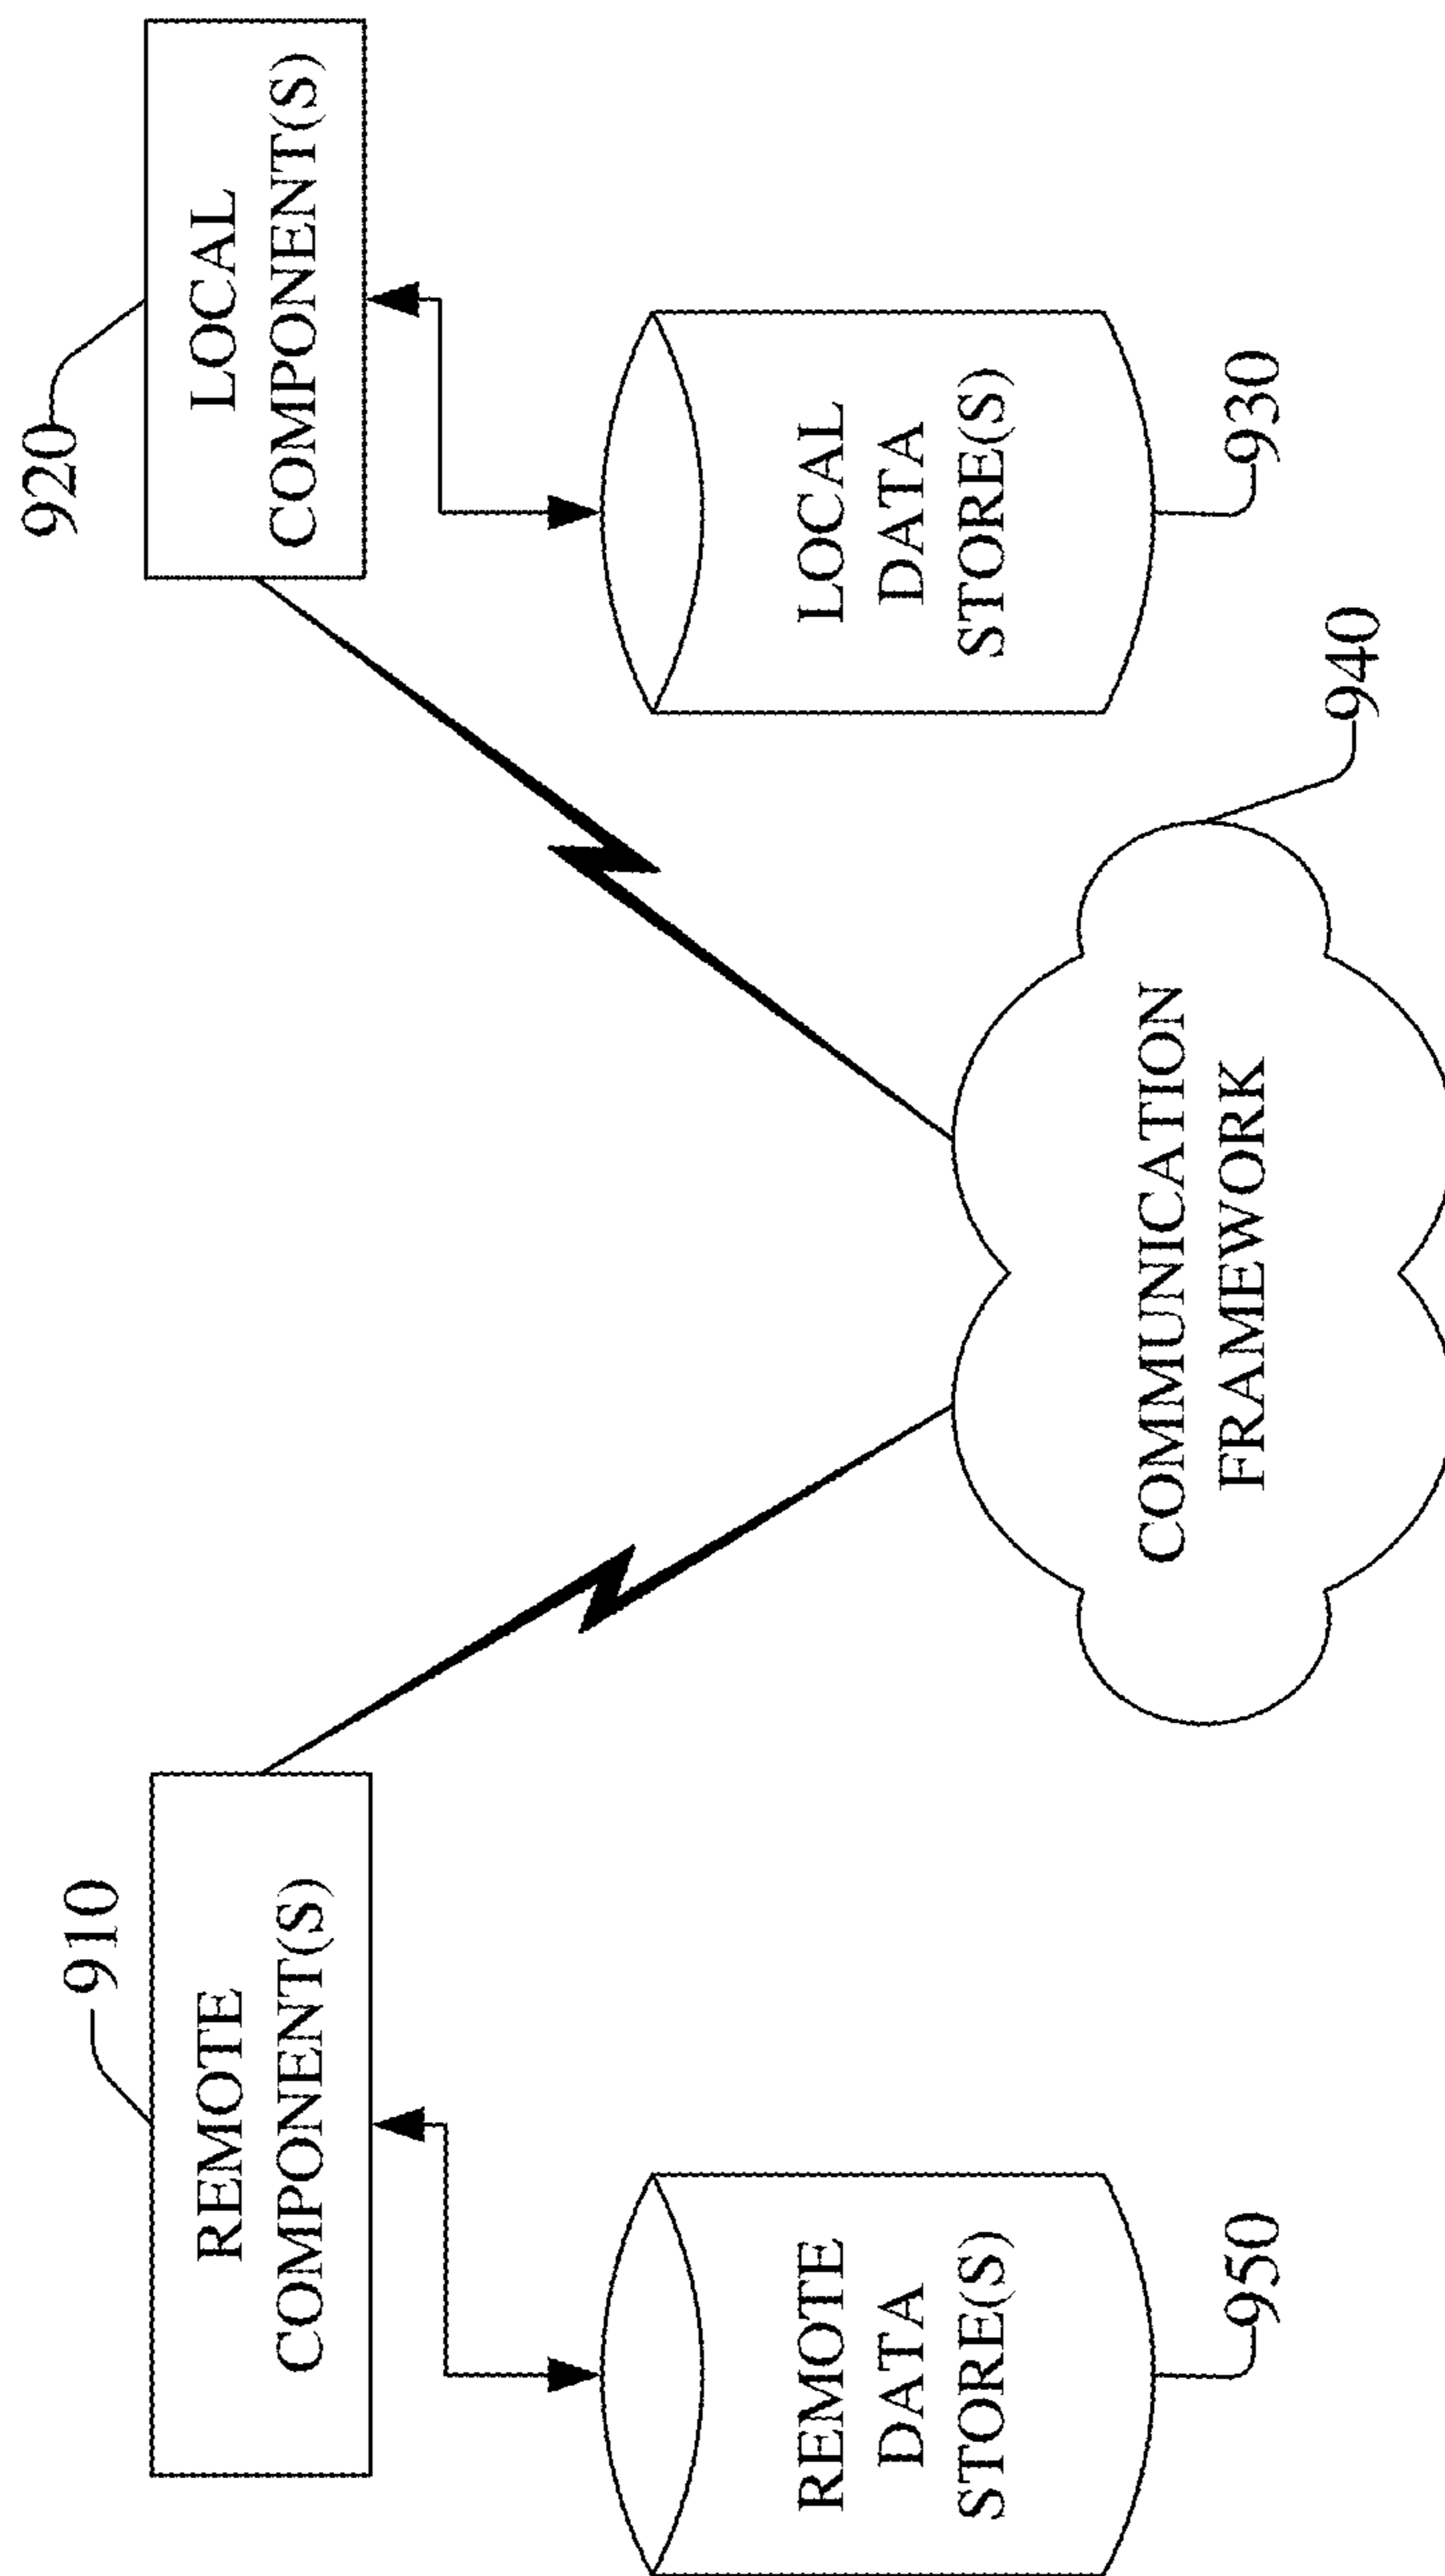 910
REMOTE
COMPONENT(S)
920
LOCAL
COMPONENT(S)
REMOTE
DATA
STORE(S)
950
LOCAL
DATA
STORE(S)
930
940
COMMUNICATION
FRAMEWORK